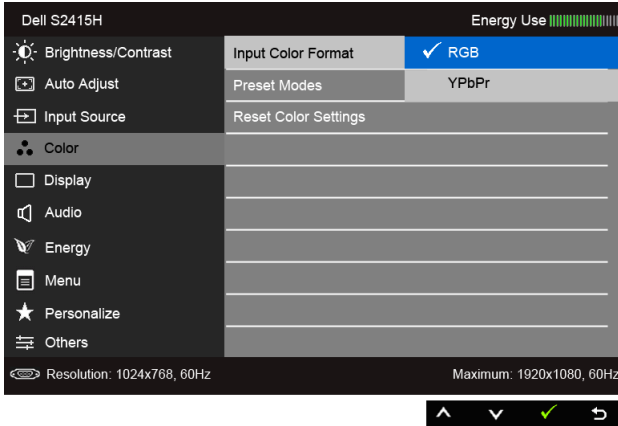 Dell S2415H
Energy Use
Brightness/Contrast
Input Color Format
RGB
Auto Adjust
Preset Modes
YPbPr
Input Source
Reset Color Settings
Color
Display
Audio
Energy
Menu
Personalize
Others
Resolution: 1024x768, 60Hz
Maximum: 1920x1080, 60Hz